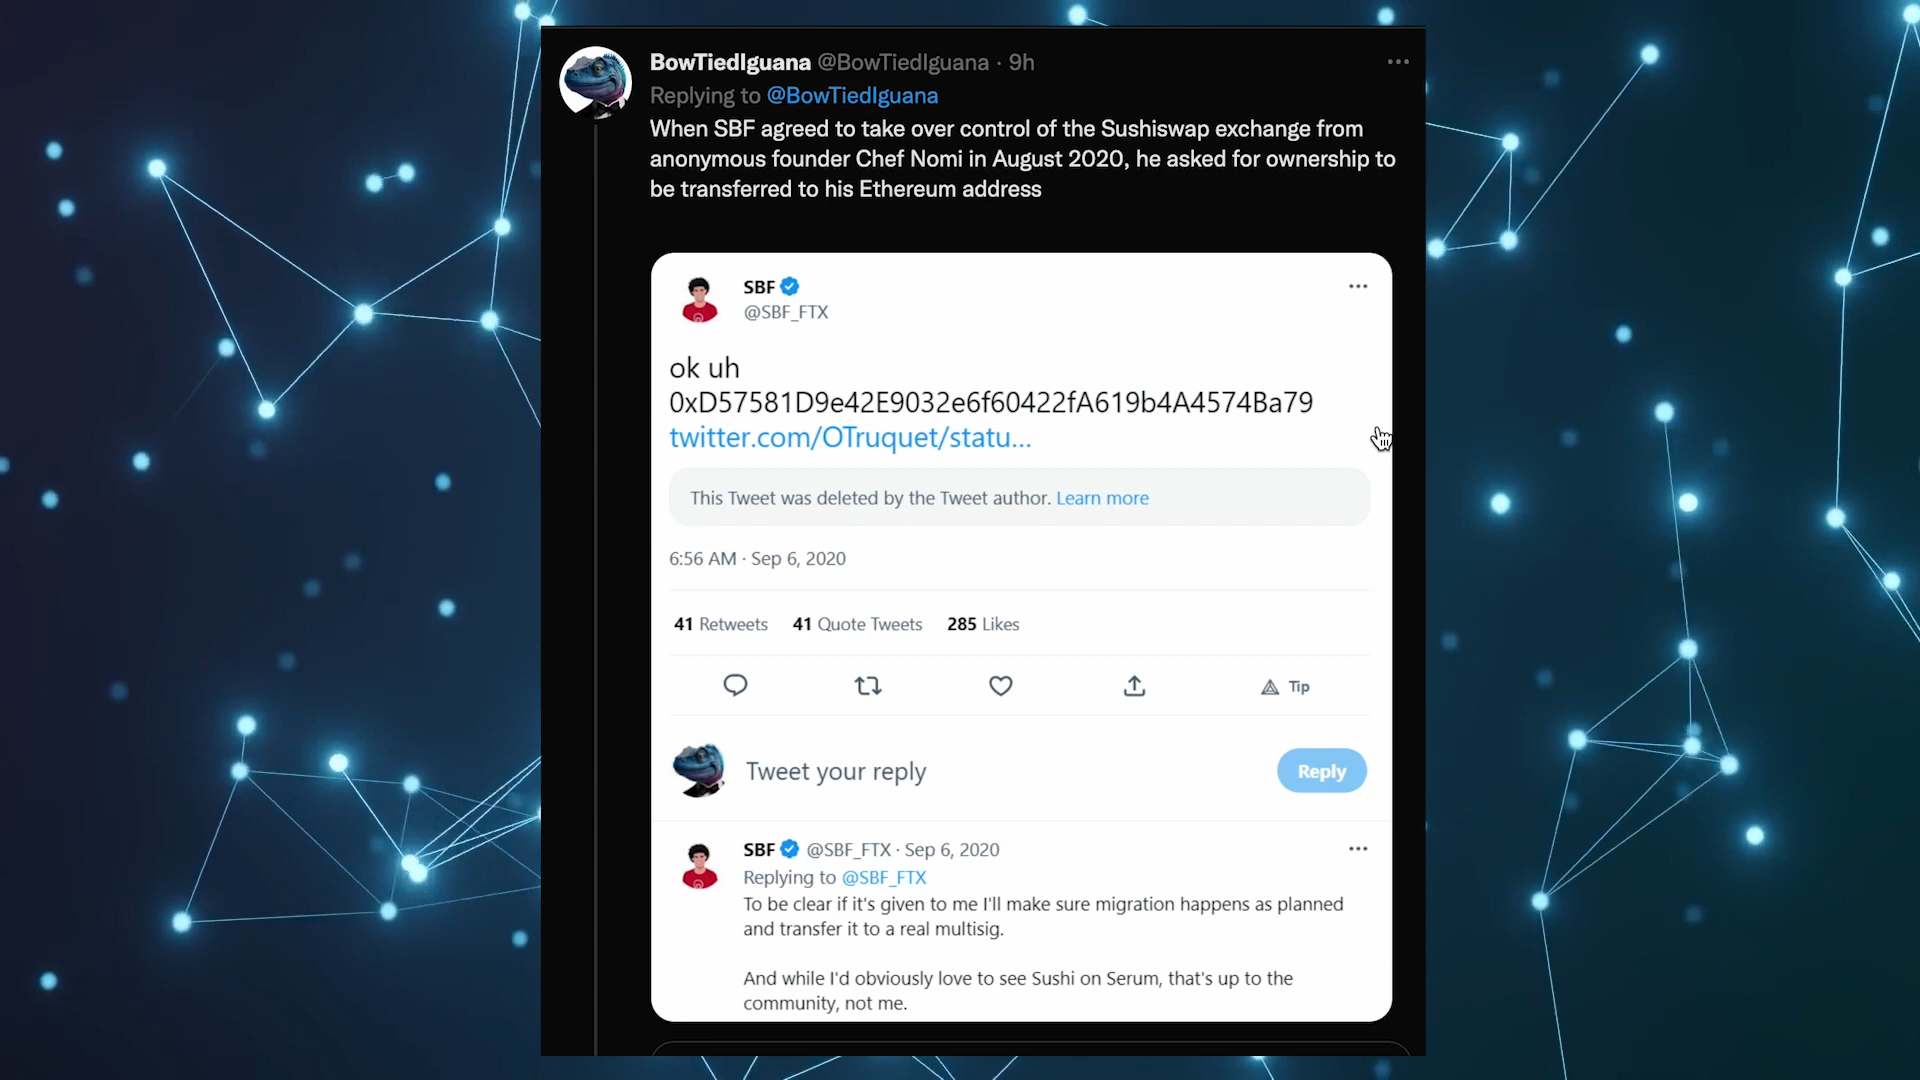 BowTiedIguana @BowTiedIguana · 9h
Replying to @BowTiedIguana
When SBF agreed to take over control of the Sushiswap exchange from
anonymous founder Chef Nomi in August 2020, he asked for ownership to
be transferred to his Ethereum address
SBF
@SBF_FTX
ok uh
0xD57581D9e42E9032e6f60422fA619b4A4574Ba79
twitter.com/OTruquet/statu...
This Tweet was deleted by the Tweet author. Learn more
6:56 AM · Sep 6, 2020
41 Retweets 41 Quote Tweets 285 Likes
Tip
Tweet your reply
Reply
SBF @SBF_FTX · Sep 6, 2020
Replying to @SBF_FTX
To be clear if it's given to me I'll make sure migration happens as planned
and transfer it to a real multisig.
And while I'd obviously love to see Sushi on Serum, that's up to the
community, not me.